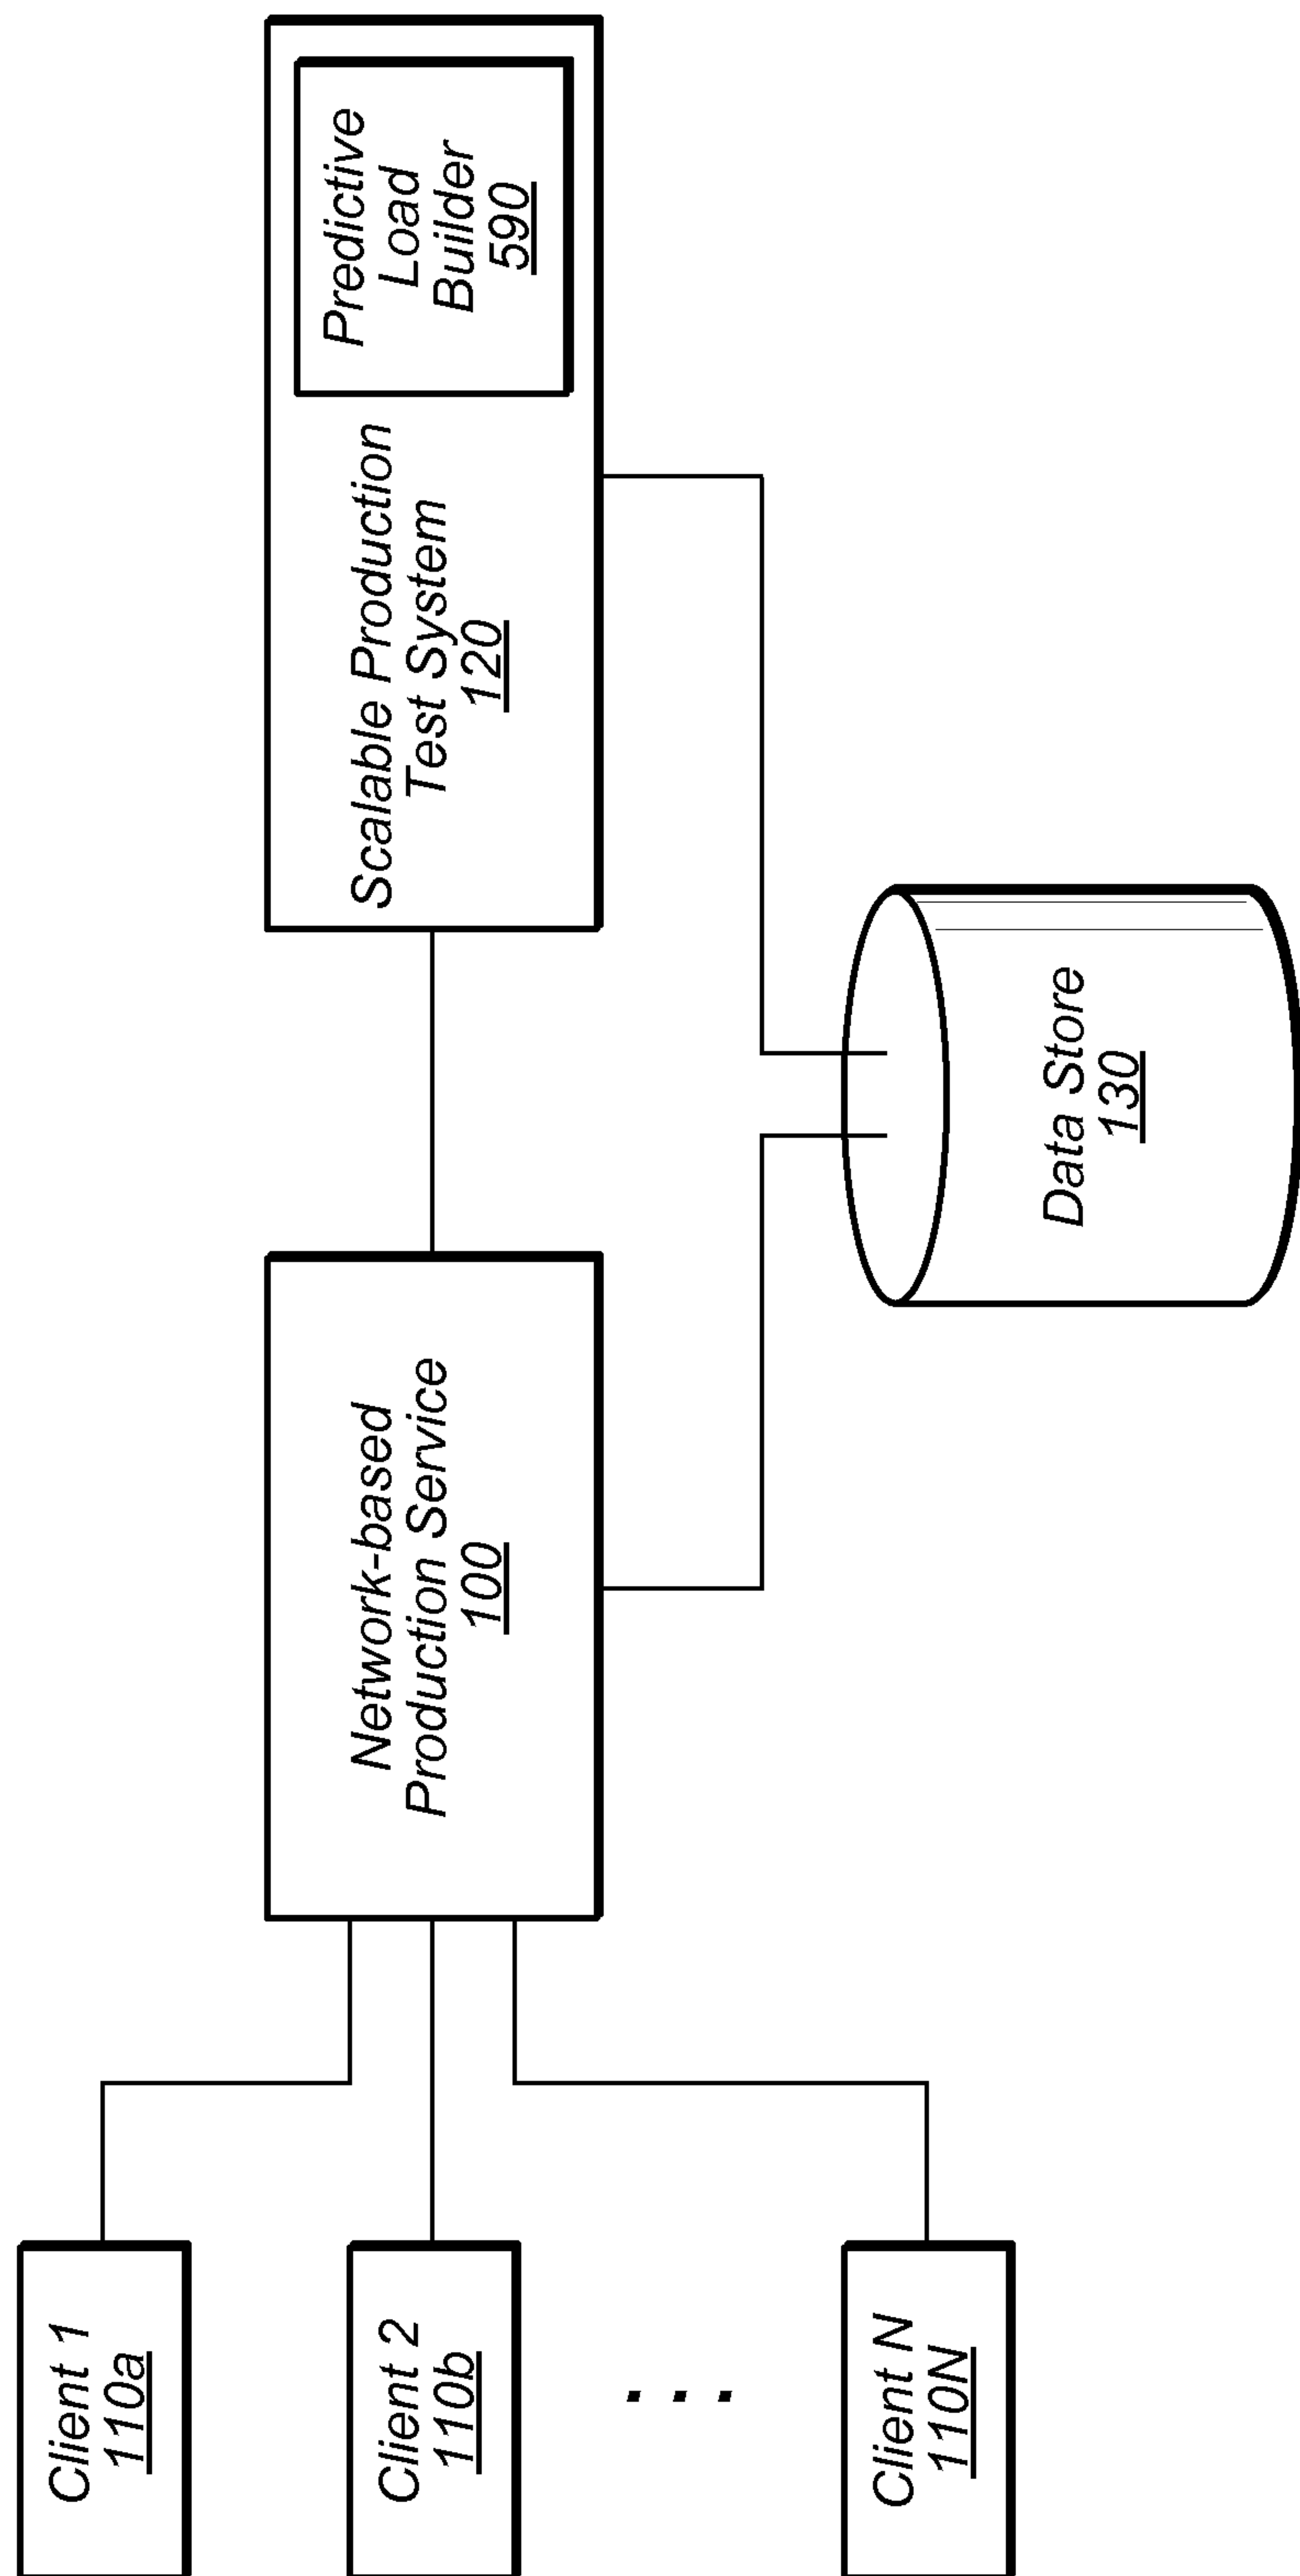 Client 1
110a
Client 2
110b
. . .
Client N
110N
Network-based
Production Service
100
Scalable Production
Test System
120
Predictive
Load
Builder
590
Data Store
130